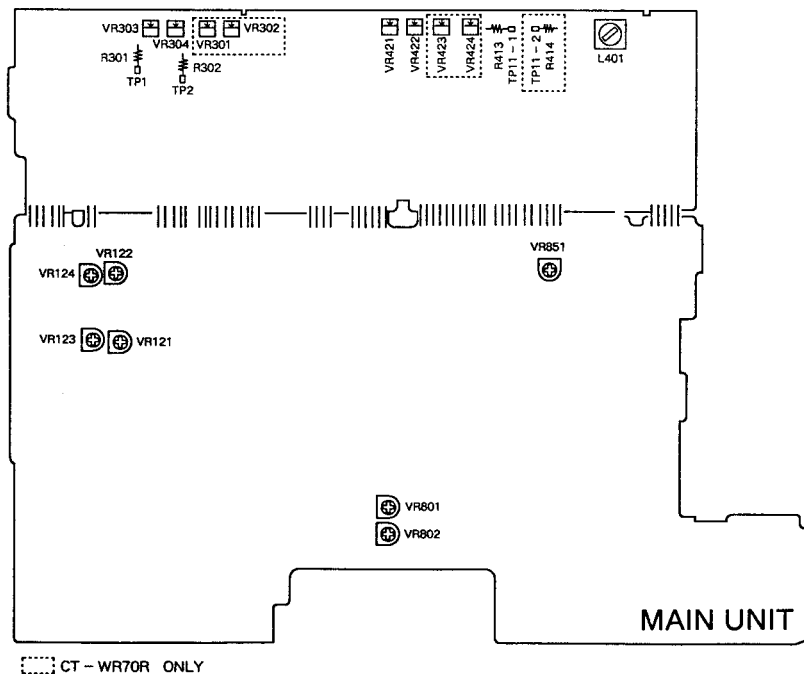 VR303
VR304
VR301
VR302
R301
TP1
R302
TP2
VR421
VR422
VR423
VR424
R413
TP11 - 1
TP11 - 2
R414
L401
VR122
VR124
VR851
VR123
VR121
VR801
VR802
MAIN UNIT
CT - WR70R ONLY